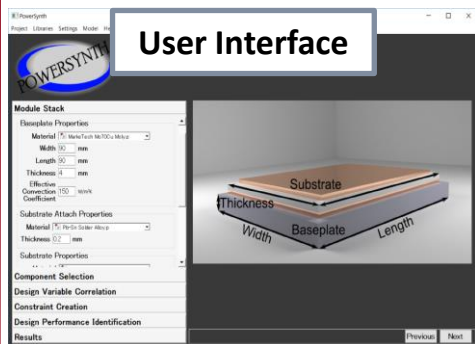 PowerSynth
Project Libraries Settings Model
User Interface
POWERSYNTH
Module Stack
Baseplate Properties
Material
Width 90 mm
Length 90 mm
Thickness 4 mm
Effective
Convection 150
Coefficient
Substrate Attach Properties
Material
Thickness 0.2 mm
Substrate Properties
Component Selection
Design Variable Correlation
Constraint Creation
Design Performance Identification
Results
Substrate
Thickness
Width Baseplate Length
Previous Next